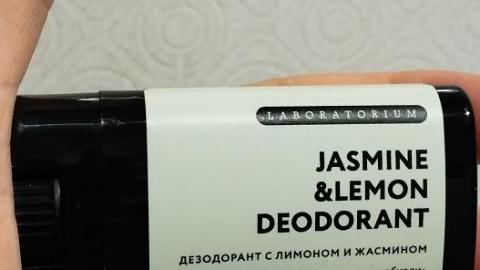 LABORATORIUM
JASMINE
&LEMON
DEODORANT
ДЕЗОДОРАНТ С ЛИМОНОМ И ЖАСМИНОМ